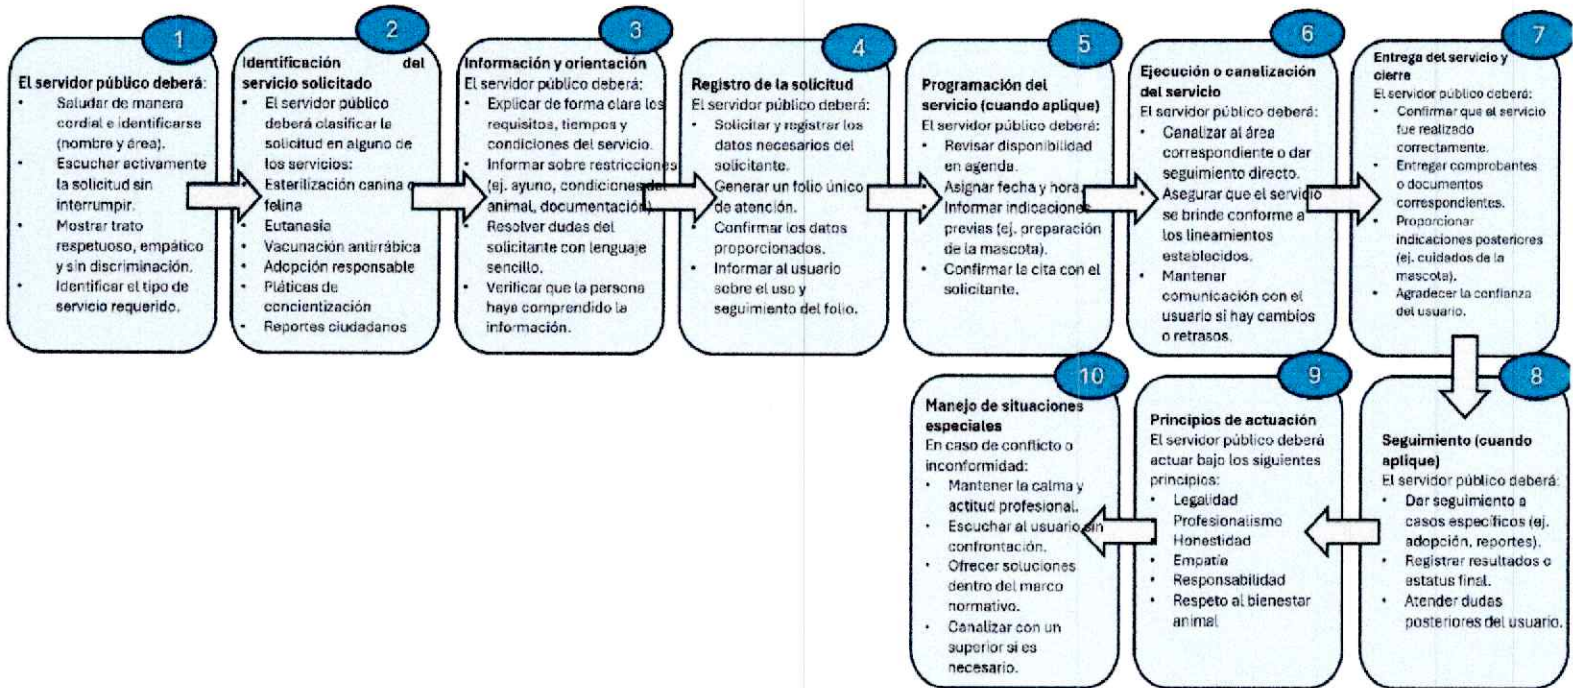 1
El servidor público deberá:
• Saludar de manera
cordial e identificarse
(nombre y área).
• Escuchar activamente
la solicitud sin
interrumpir.
• Mostrar trato
respetuoso, empático
y sin discriminación.
• Identificar el tipo de
servicio requerido.
2
Identificación del
servicio solicitado
• El servidor público
deberá clasificar la
solicitud en alguno de
los servicios:
• Esterilización canina o
felina
• Eutanasia
• Vacunación antirrábica
• Adopción responsable
• Pláticas de
concientización
• Reportes ciudadanos
3
Información y orientación
El servidor público deberá:
• Explicar de forma clara los
requisitos, tiempos y
condiciones del servicio.
• Informar sobre restricciones
(ej. ayuno, condiciones del
animal, documentación)
• Resolver dudas del
solicitante con lenguaje
sencillo.
• Verificar que la persona
haya comprendido la
información.
4
Registro de la solicitud
El servidor público deberá:
• Solicitar y registrar los
datos necesarios del
solicitante.
• Generar un folio único
de atención.
• Confirmar los datos
proporcionados.
• Informar al usuario
sobre el uso y
seguimiento del folio.
5
Programación del
servicio (cuando aplique)
El servidor público deberá:
• Revisar disponibilidad
en agenda.
• Asignar fecha y hora.
• Informar indicaciones
previas (ej. preparación
de la mascota).
• Confirmar la cita con el
solicitante.
6
Ejecución o canalización
del servicio
El servidor público deberá:
• Canalizar al área
correspondiente o dar
seguimiento directo.
• Asegurar que el servicio
se brinde conforme a
los lineamientos
establecidos.
• Mantener
comunicación con el
usuario si hay cambios
o retrasos.
7
Entrega del servicio y
cierre
El servidor público deberá:
• Confirmar que el servicio
fue realizado
correctamente.
• Entregar comprobantes
o documentos
correspondientes.
• Proporcionar
indicaciones posteriores
(ej. cuidados de la
mascota).
• Agradecer la confianza
del usuario.
8
Seguimiento (cuando
aplique)
El servidor público deberá:
• Dar seguimiento a
casos específicos (ej.
adopción, reportes).
• Registrar resultados o
estatus final.
• Atender dudas
posteriores del usuario.
9
Principios de actuación
El servidor público deberá
actuar bajo los siguientes
principios:
• Legalidad
• Profesionalismo
• Honestidad
• Empatía
• Responsabilidad
• Respeto al bienestar
animal
10
Manejo de situaciones
especiales
En caso de conflicto o
inconformidad:
• Mantener la calma y
actitud profesional.
• Escuchar al usuario sin
confrontación.
• Ofrecer soluciones
dentro del marco
normativo.
• Canalizar con un
superior si es
necesario.